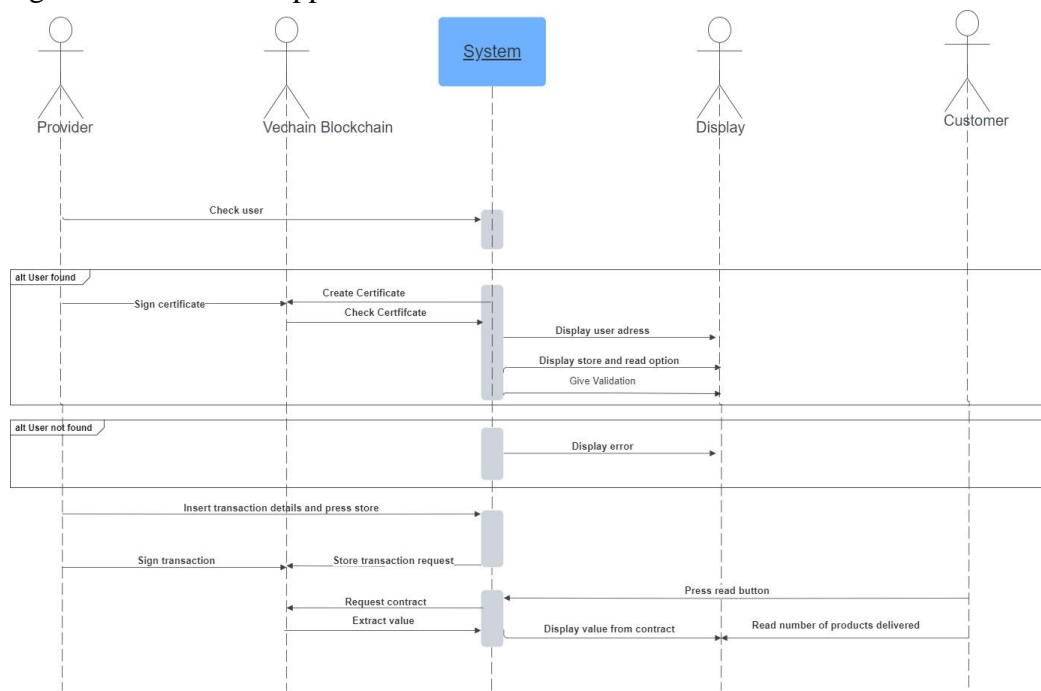 System
Provider
Vechain Blockchain
Display
Customer
Check user
alt User found
Create Certificate
Sign certificate
Check Certfifcate
Display user adress
Display store and read option
Give Validation
alt User not found
Display error
Insert transaction details and press store
Sign transaction
Store transaction request
Press read button
Request contract
Extract value
Display value from contract
Read number of products delivered